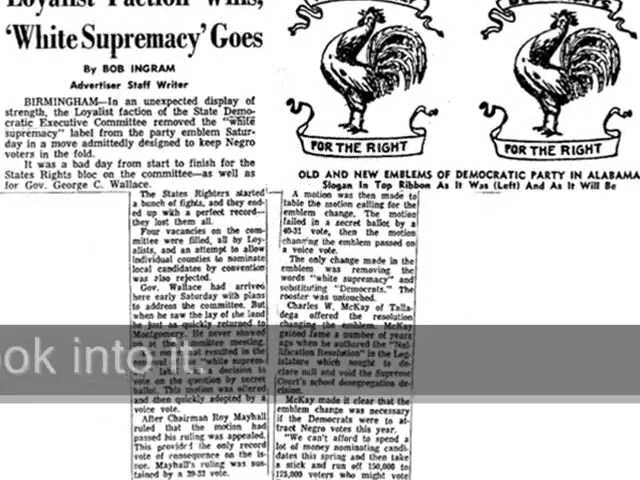 Loyalist Faction Wins,
'White Supremacy' Goes
By BOB INGRAM
Advertiser Staff Writer
BIRMINGHAM—In an unexpected display of
strength, the Loyalist faction of the State Demo-
cratic Executive Committee removed the "white
supremacy" label from the party emblem Satur-
day in a move admittedly designed to keep Negro
voters in the fold.
It was a bad day from start to finish for the
States Rights bloc on the committee—as well as
for Gov. George C. Wallace.
The States Righters started
a bunch of fights, and they end-
ed up with a perfect record—
they lost them all.
Four vacancies on the com-
mittee were filled, all by Loy-
alists, and an attempt to allow
individual counties to nominate
local candidates by convention
was also rejected.
Gov. Wallace had arrived
here early Saturday with plans
to address the committee. But
when he saw the lay of the land
he just as quickly returned to
Montgomery. He never showed
the committee meeting.
resulted in the
"white suprem-
a decision to
vote on the question by secret
ballot. This motion was offered
and then quickly adopted by a
voice vote.
After Chairman Roy Mayhall
ruled that the motion had
passed his ruling was appealed.
This provided the only record
vote of consequence on the is-
sue. Mayhall's ruling was sus-
tained by a 39-32 vote.
FOR THE RIGHT
FOR THE RIGHT
OLD AND NEW EMBLEMS OF DEMOCRATIC PARTY IN ALABAMA
Slogan In Top Ribbon As It Was (Left) And As It Will Be
A motion was then made to
table the motion calling for the
emblem change. The motion
failed in a secret ballot by a
40-31 vote, then the motion
changing the emblem passed on
a voice vote.
The only change made in the
emblem was removing the
words "white supremacy" and
substituting "Democrats." The
rooster was untouched.
Charles W. McKay of Talla-
dega offered the resolution
changing the emblem. McKay
gained fame a number of years
ago when he authored the "Nul-
lification Resolution" in the Leg-
islature which sought to de-
clare null and void the Supreme
Court's school desegregation de-
cision.
McKay made it clear that the
emblem change was necessary
if the Democrats were to at-
tract Negro votes this year.
"We can't afford to spend a
lot of money nominating candi-
dates this spring and then take
a stick and run off 150,000 to
175,000 voters who might vote
ook into it.